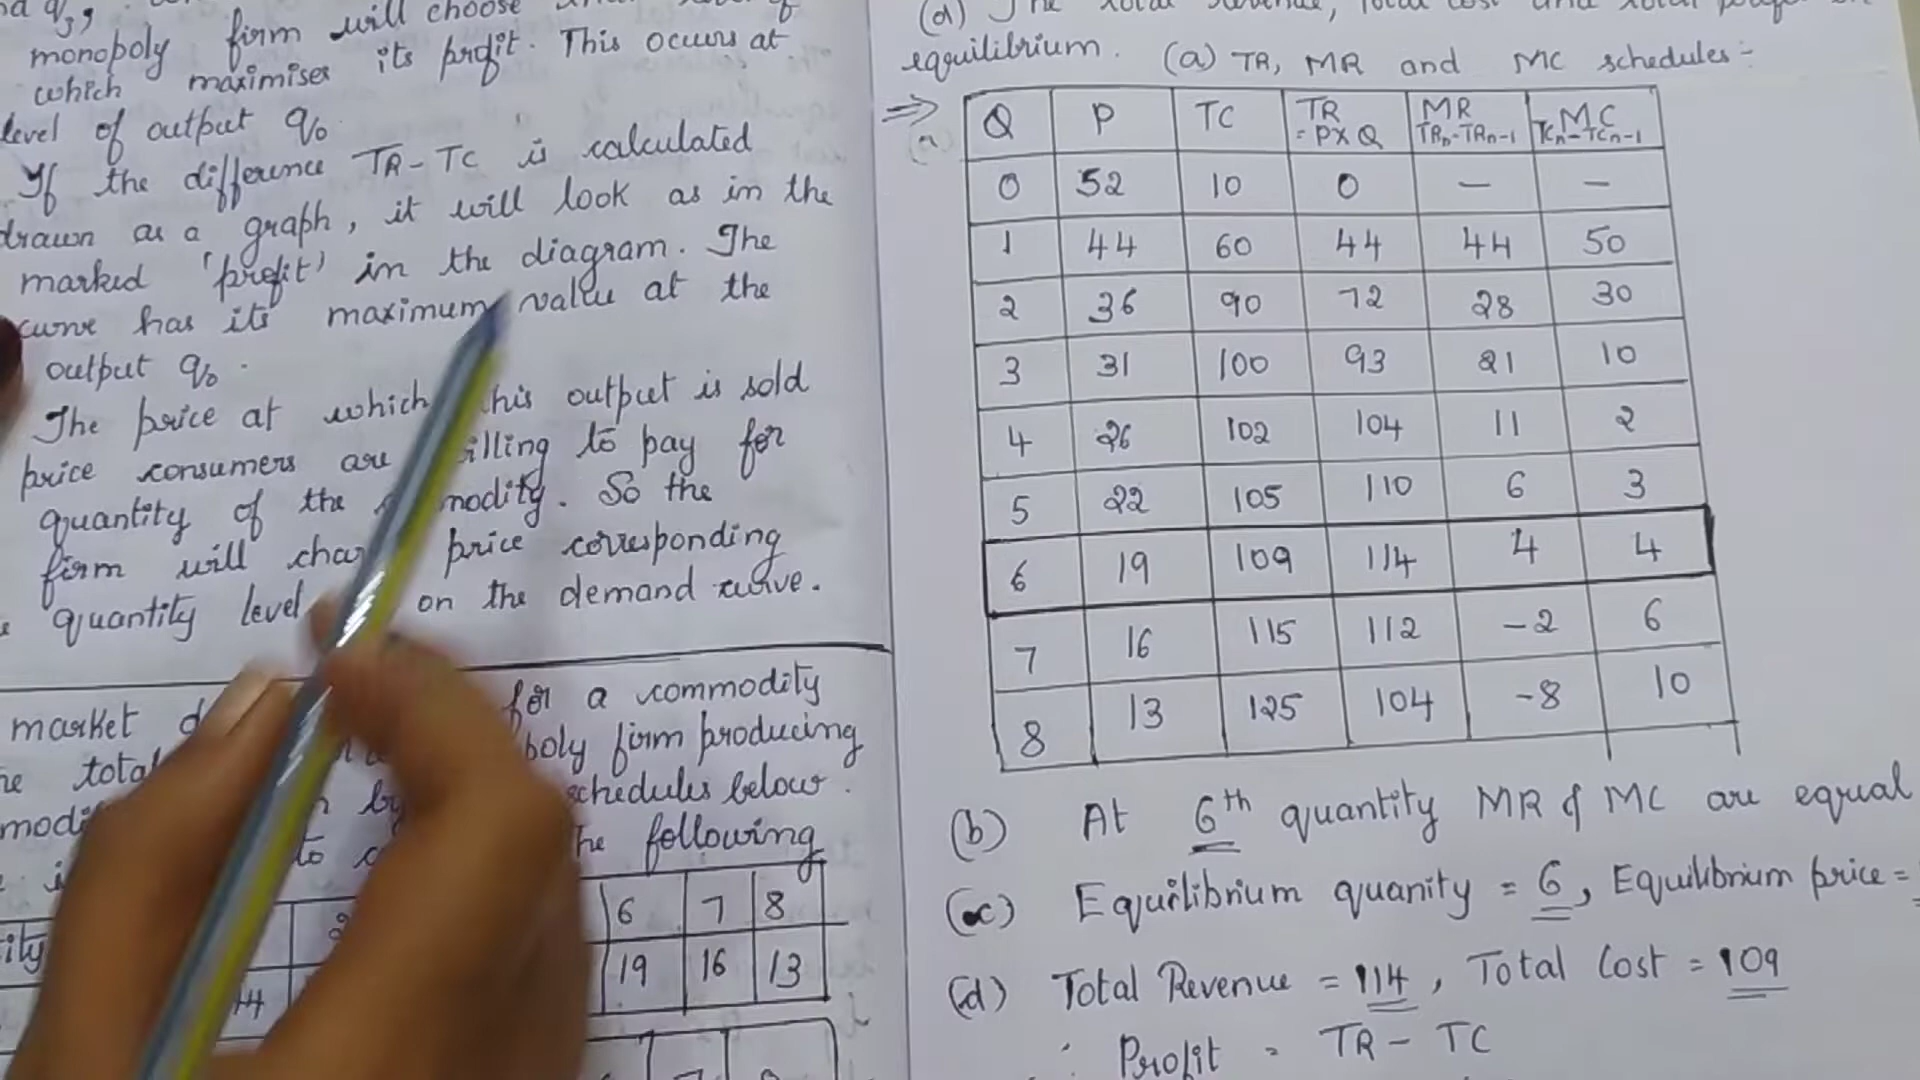 monopoly firm will choose
which maximises its profit. This occurs at
level of output q0
If the difference TR-TC is calculated
drawn as a graph, it will look as in the
marked 'profit' in the diagram. The
curve has its maximum value at the
output q0.
The price at which this output is sold
price consumers are willing to pay for
quantity of the modity. So the
firm will char price corresponding
quantity level on the demand curve.
market d for a commodity
total boly firm producing
schedules below.
to the following
6 7 8
19 16 13
equilibrium. (a) TR, MR and MC schedules:-
Q P TC TR MR MC
= P×Q TRn-TRn-1 TCn-TCn-1
0 52 10 0 — —
1 44 60 44 44 50
2 36 90 72 28 30
3 31 100 93 21 10
4 26 102 104 11 2
5 22 105 110 6 3
6 19 109 114 4 4
7 16 115 112 -2 6
8 13 125 104 -8 10
(b) At 6th quantity MR & MC are equal
(c) Equilibrium quanity = 6, Equilibrium price =
(d) Total Revenue = 114, Total Cost = 109
∴ Profit = TR - TC